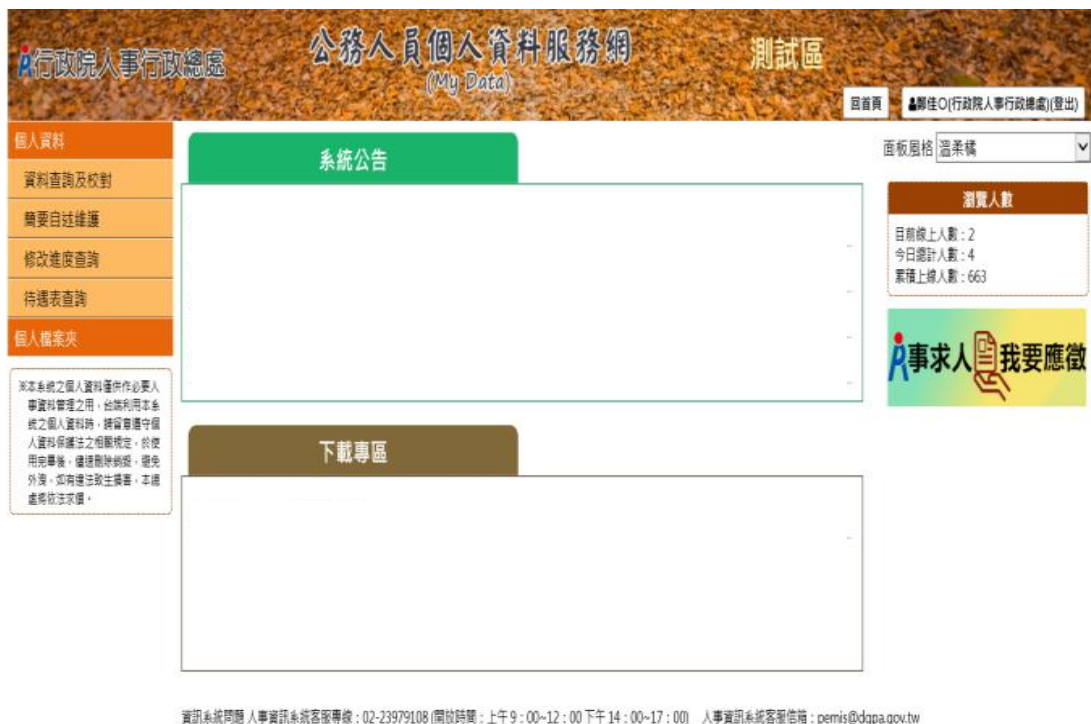 行政院人事行政總處
公務人員個人資料服務網
(My Data)
測試區
回首頁
鄭佳O(行政院人事行政總處)(登出)
個人資料
資料查詢及校對
簡要自述維護
修改進度查詢
待遇表查詢
個人檔案夾
※本系統之個人資料僅供作必要人
事資料管理之用,台端利用本系
統之個人資料時,請留意遵守個
人資料保護法之相關規定,於使
用完畢後,儘速刪除銷毀,避免
外洩,如有違法致生損害,本總
處將依法求償。
系統公告
下載專區
面板風格 溫柔橘
瀏覽人數
目前線上人數:2
今日總計人數:4
累積上線人數:663
事求人 我要應徵
資訊系統問題 人事資訊系統客服專線:02-23979108 (開放時間:上午 9:00~12:00 下午 14:00~17:00) 人事資訊系統客服信箱:pemis@dgpa.gov.tw